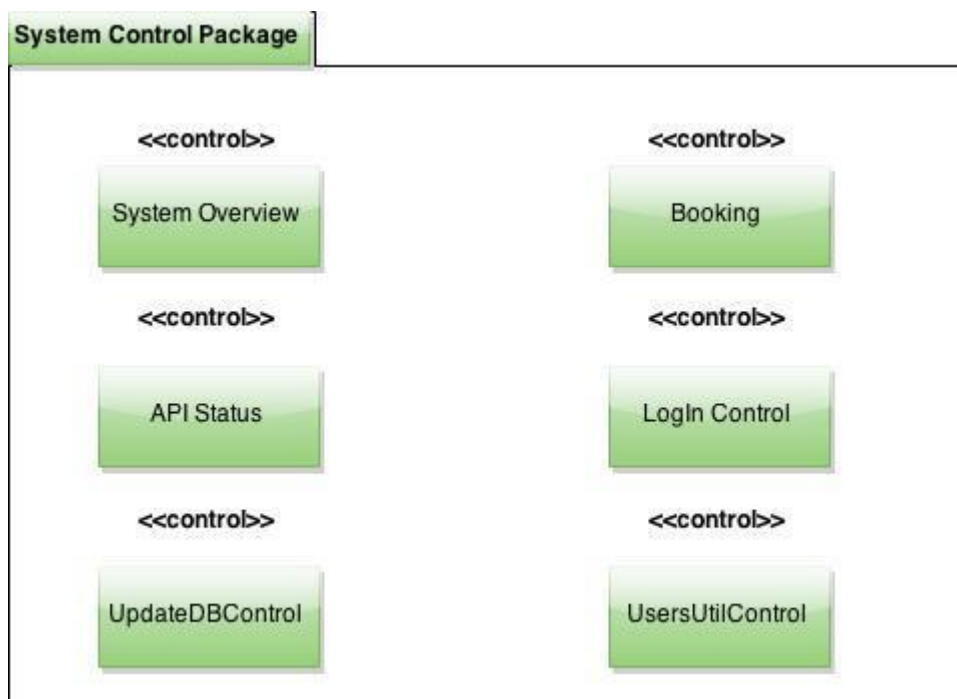 System Control Package
<<control>>
<<control>>
System Overview
Booking
<<control>>
<<control>>
API Status
LogIn Control
<<control>>
<<control>>
UpdateDBControl
UsersUtilControl